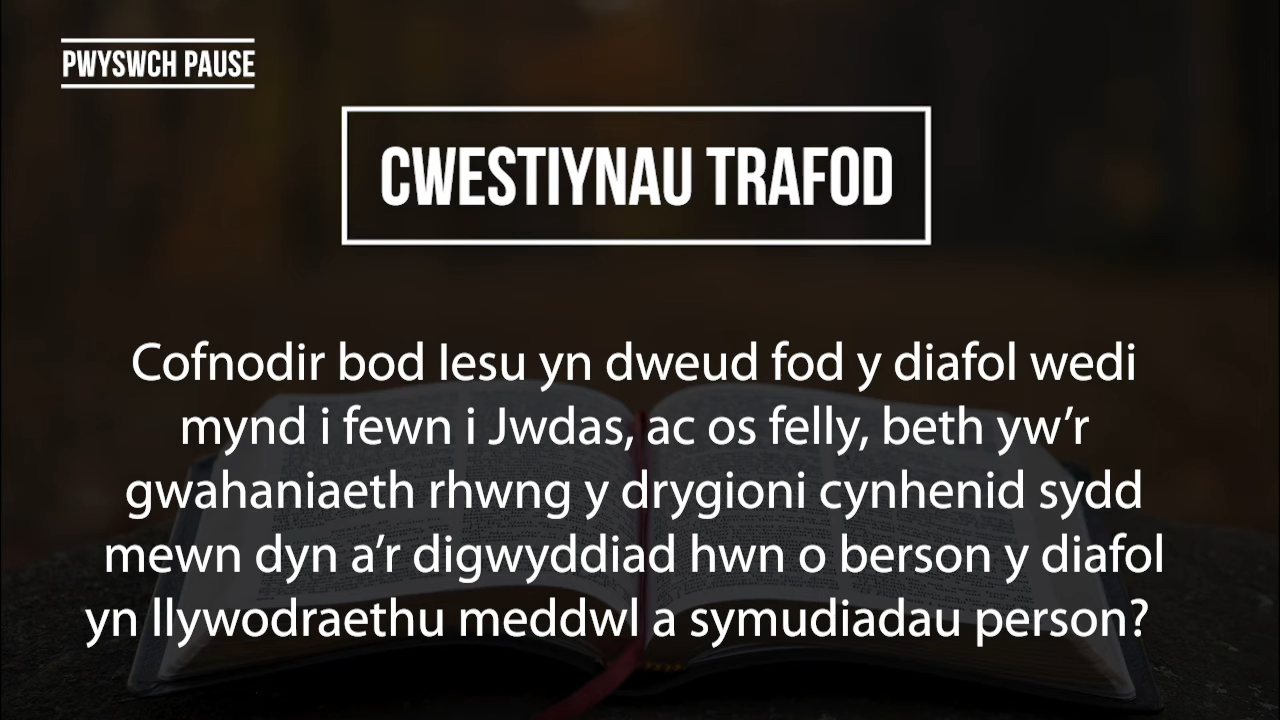 PWYSWCH PAUSE
CWESTIYNAU TRAFOD
Cofnodir bod Iesu yn dweud fod y diafol wedi
mynd i fewn i Jwdas, ac os felly, beth yw’r
gwahaniaeth rhwng y drygioni cynhenid sydd
mewn dyn a’r digwyddiad hwn o berson y diafol
yn llywodraethu meddwl a symudiadau person?